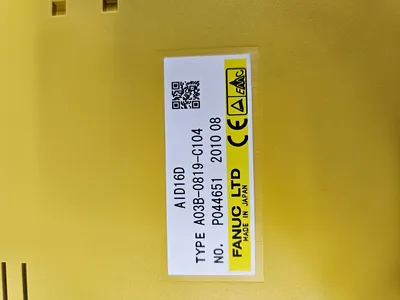 AID16D
TYPE A03B-0819-C104
NO. P044651 2010 08
FANUC LTD
MADE IN JAPAN
CE